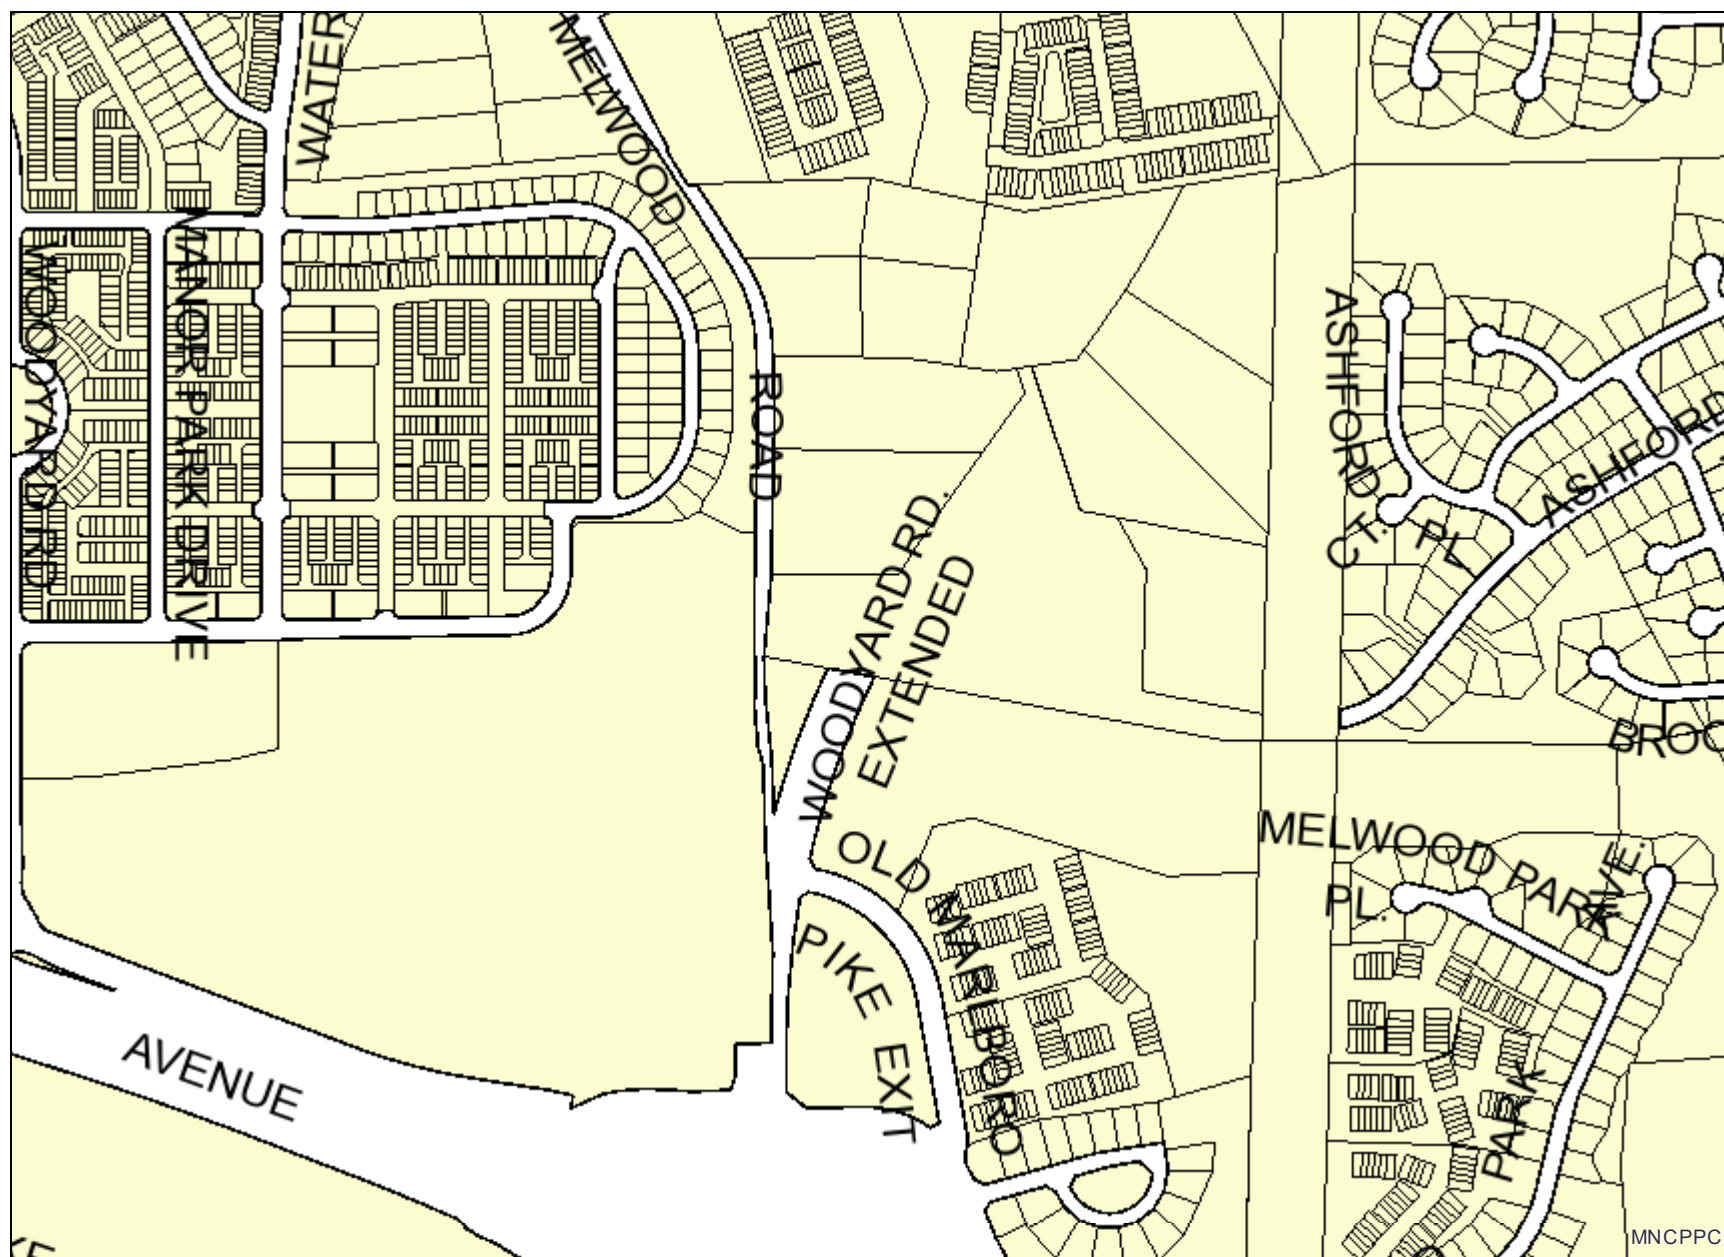 WATER
MELWOOD
ROAD
WOODYARD RD
MANOR PARK DRIVE
ASHFORD
CT.
ASHFORD
PL
WOODYARD RD.
EXTENDED
BROO
OLD MARLBORO
PIKE EXIT
MELWOOD PARK
PL.
AVE.
PARK
AVENUE
MNCPPC